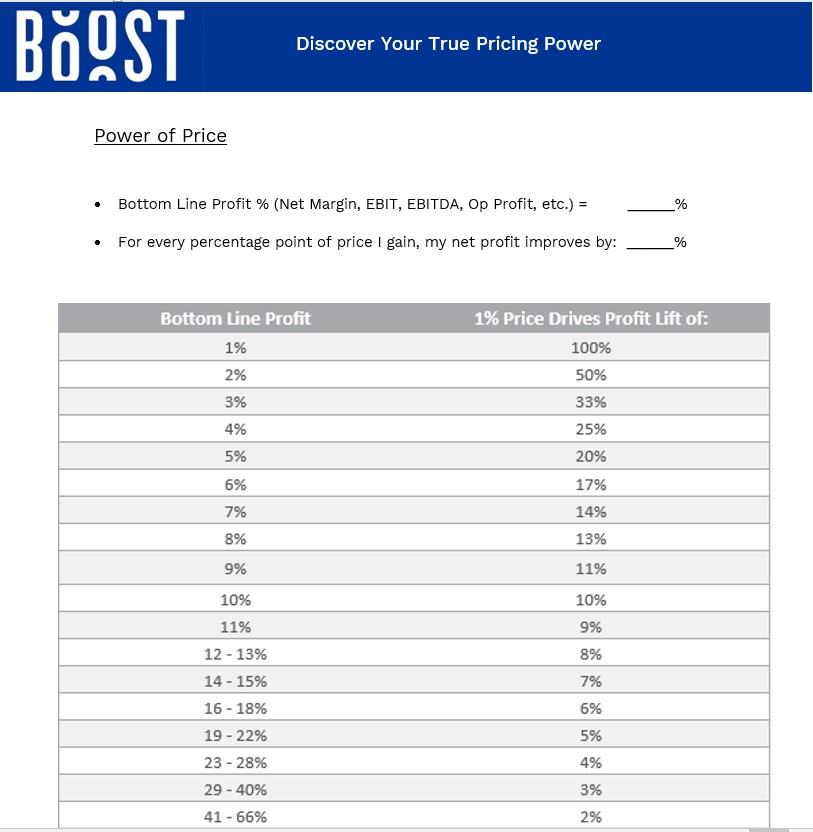 BOOST
Discover Your True Pricing Power
Power of Price
• Bottom Line Profit % (Net Margin, EBIT, EBITDA, Op Profit, etc.) = ______%
• For every percentage point of price I gain, my net profit improves by: ______%
Bottom Line Profit 1% Price Drives Profit Lift of:
1% 100%
2% 50%
3% 33%
4% 25%
5% 20%
6% 17%
7% 14%
8% 13%
9% 11%
10% 10%
11% 9%
12 - 13% 8%
14 - 15% 7%
16 - 18% 6%
19 - 22% 5%
23 - 28% 4%
29 - 40% 3%
41 - 66% 2%